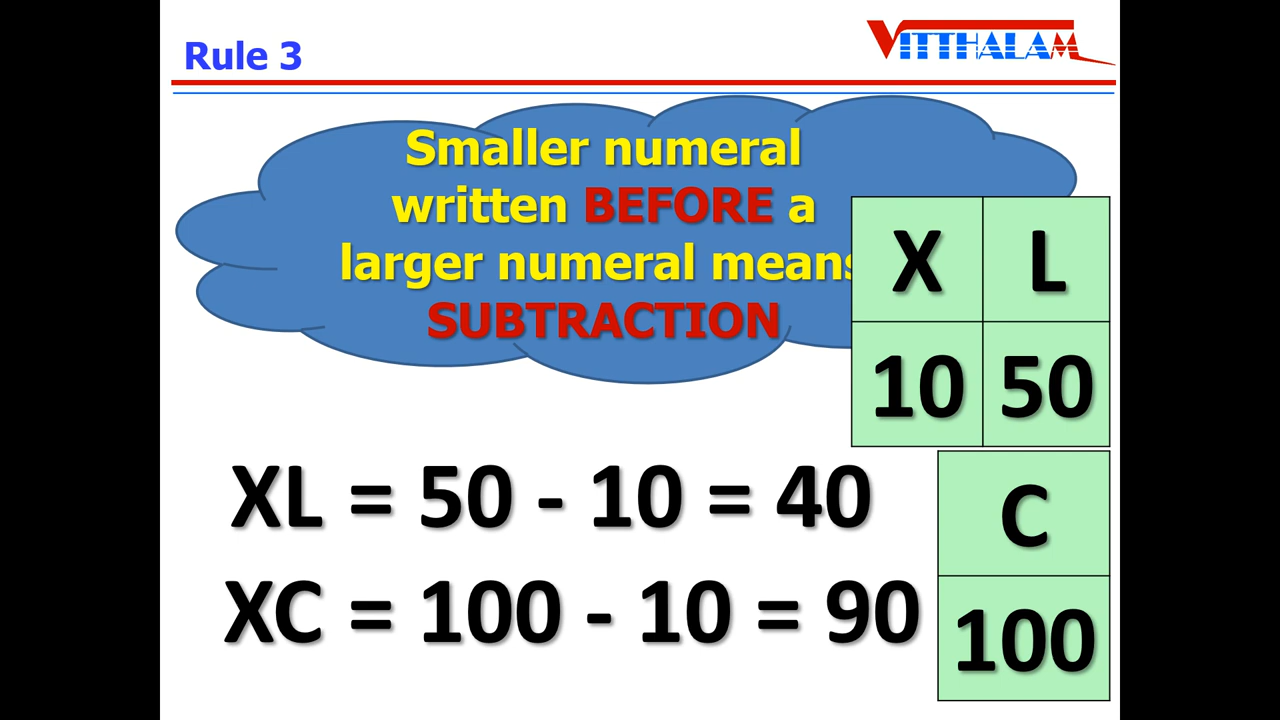 Rule 3
VITTHALAM
Smaller numeral
written BEFORE a
larger numeral means
SUBTRACTION
X L
10 50
XL = 50 - 10 = 40
XC = 100 - 10 = 90
C
100